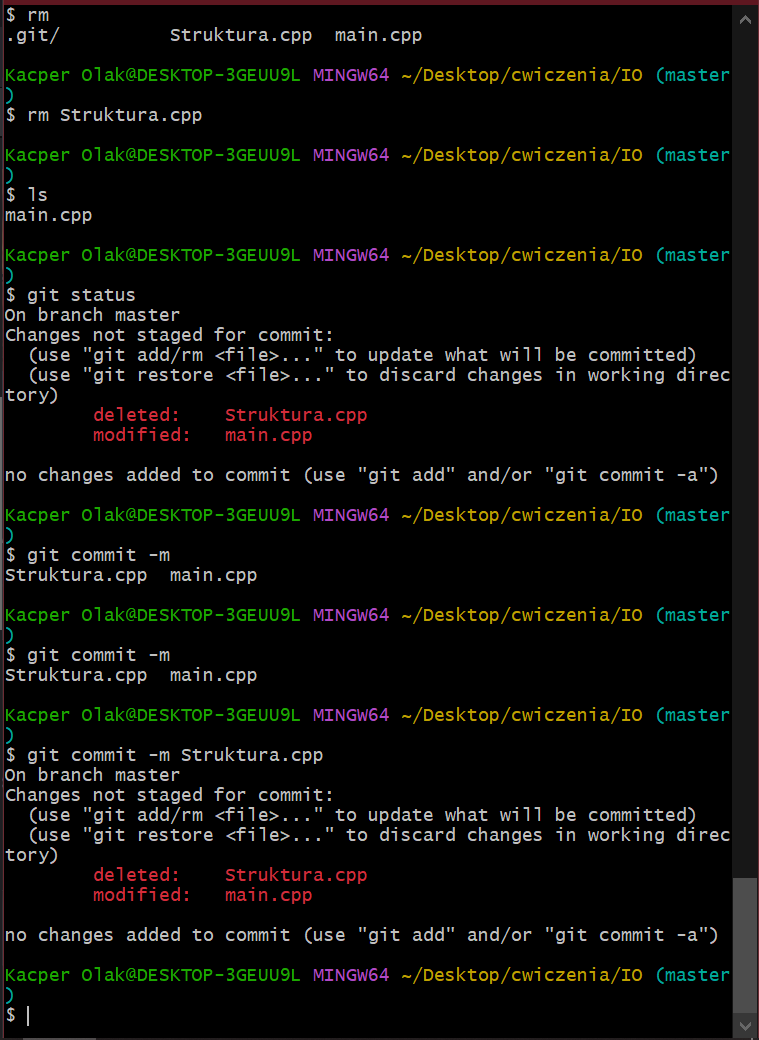 $ rm
.git/          Struktura.cpp  main.cpp
Kacper Olak@DESKTOP-3GEUU9L MINGW64 ~/Desktop/cwiczenia/IO (master
)
$ rm Struktura.cpp
Kacper Olak@DESKTOP-3GEUU9L MINGW64 ~/Desktop/cwiczenia/IO (master
)
$ ls
main.cpp
Kacper Olak@DESKTOP-3GEUU9L MINGW64 ~/Desktop/cwiczenia/IO (master
)
$ git status
On branch master
Changes not staged for commit:
  (use "git add/rm <file>..." to update what will be committed)
  (use "git restore <file>..." to discard changes in working direc
tory)
        deleted:    Struktura.cpp
        modified:   main.cpp
no changes added to commit (use "git add" and/or "git commit -a")
Kacper Olak@DESKTOP-3GEUU9L MINGW64 ~/Desktop/cwiczenia/IO (master
)
$ git commit -m
Struktura.cpp  main.cpp
Kacper Olak@DESKTOP-3GEUU9L MINGW64 ~/Desktop/cwiczenia/IO (master
)
$ git commit -m
Struktura.cpp  main.cpp
Kacper Olak@DESKTOP-3GEUU9L MINGW64 ~/Desktop/cwiczenia/IO (master
)
$ git commit -m Struktura.cpp
On branch master
Changes not staged for commit:
  (use "git add/rm <file>..." to update what will be committed)
  (use "git restore <file>..." to discard changes in working direc
tory)
        deleted:    Struktura.cpp
        modified:   main.cpp
no changes added to commit (use "git add" and/or "git commit -a")
Kacper Olak@DESKTOP-3GEUU9L MINGW64 ~/Desktop/cwiczenia/IO (master
)
$